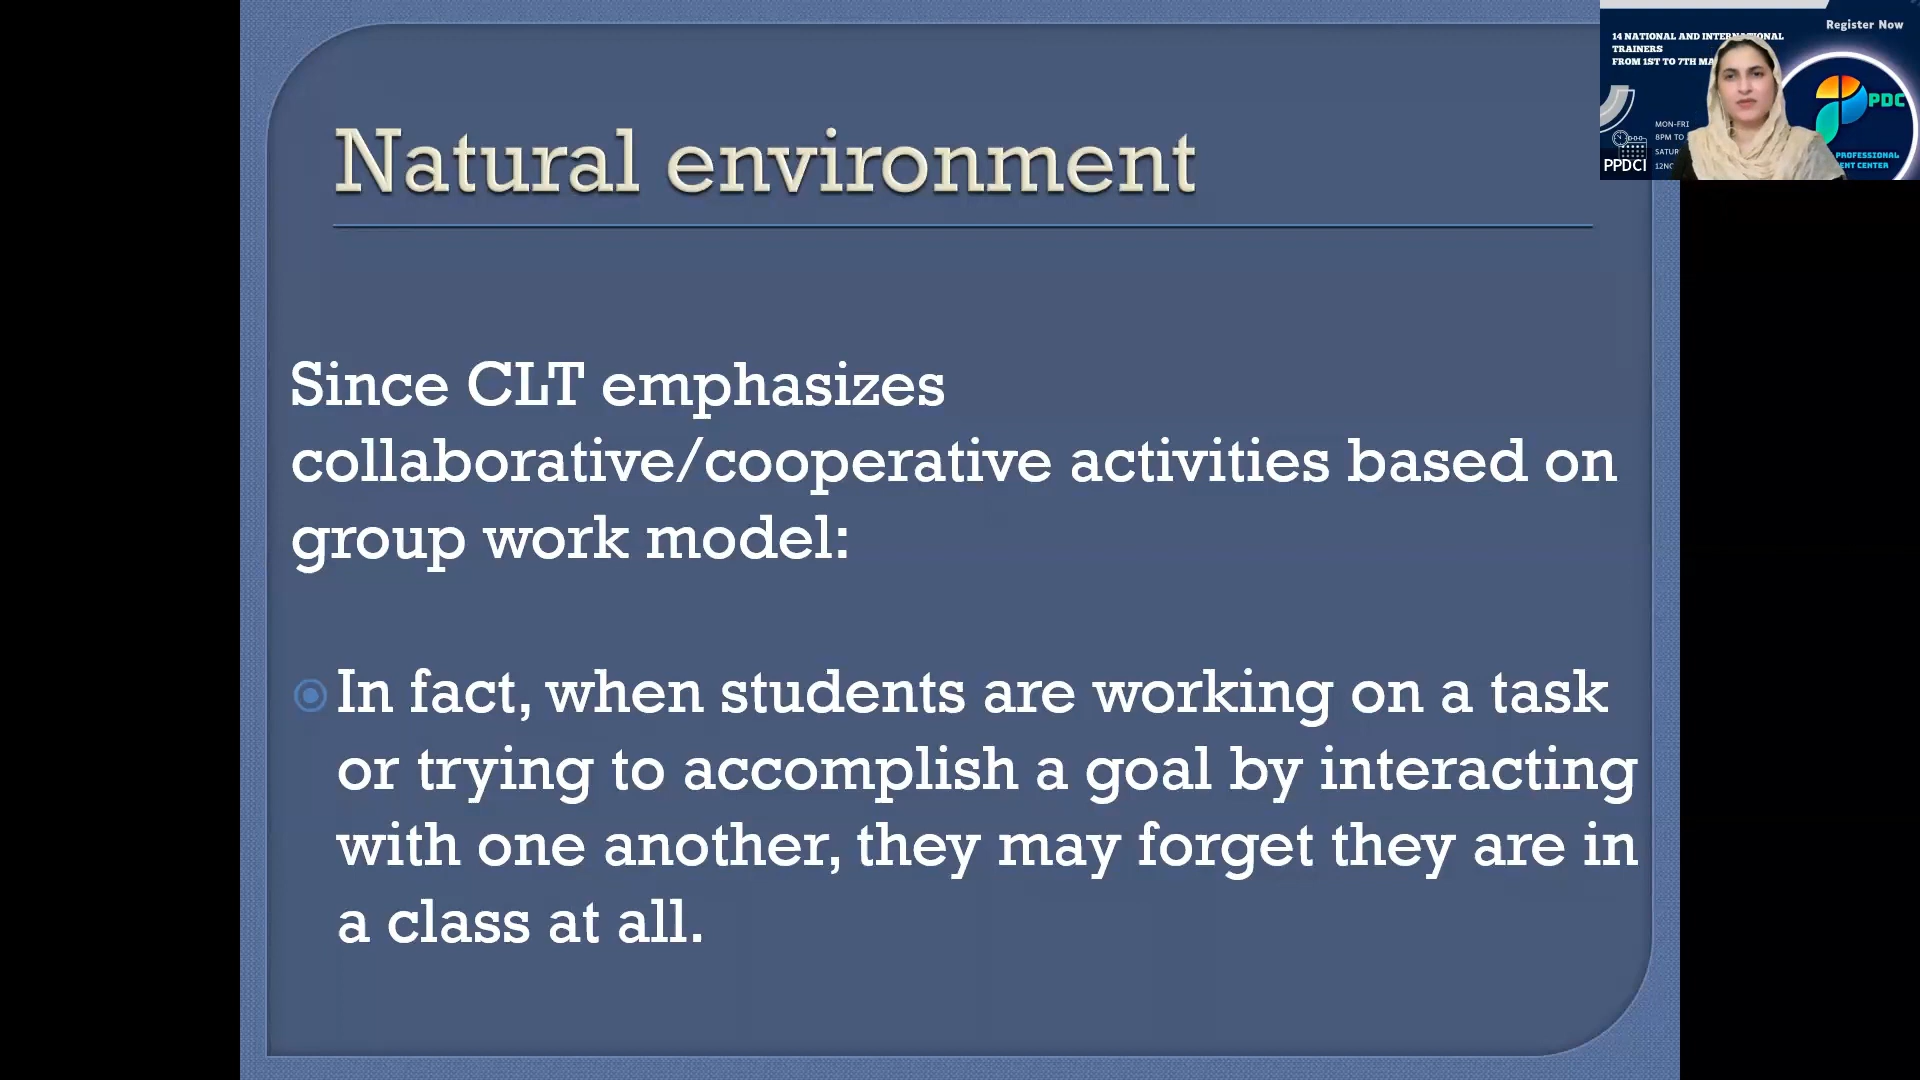 Natural environment
Since CLT emphasizes
collaborative/cooperative activities based on
group work model:
In fact, when students are working on a task
or trying to accomplish a goal by interacting
with one another, they may forget they are in
a class at all.
Register Now
14 NATIONAL AND INTERNATIONAL
TRAINERS
FROM 1ST TO 7TH
MON-FRI
8PM TO
PDC
PROFESSIONAL
CENTER
PPDCI